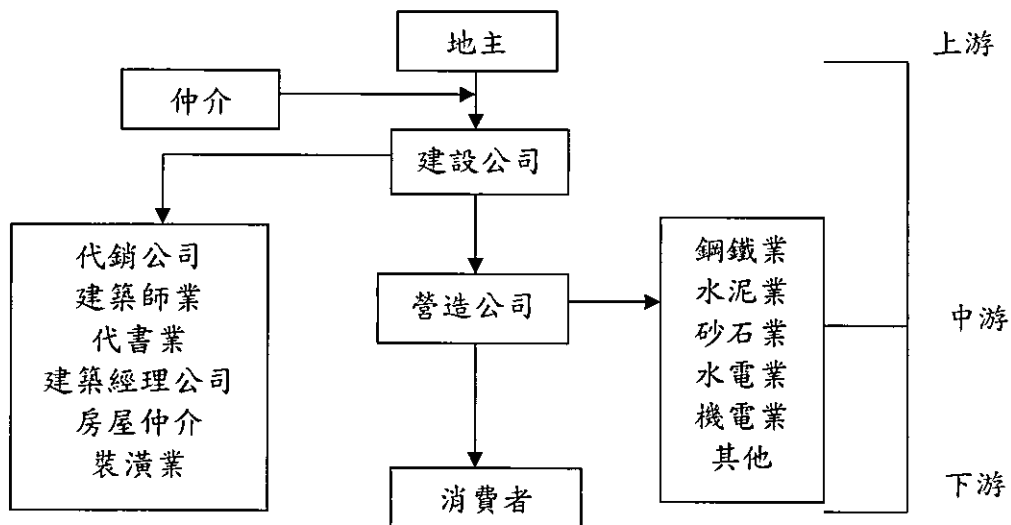 地主
上游
仲介
建設公司
代銷公司
建築師業
代書業
建築經理公司
房屋仲介
裝潢業
營造公司
鋼鐵業
水泥業
砂石業
水電業
機電業
其他
中游
消費者
下游